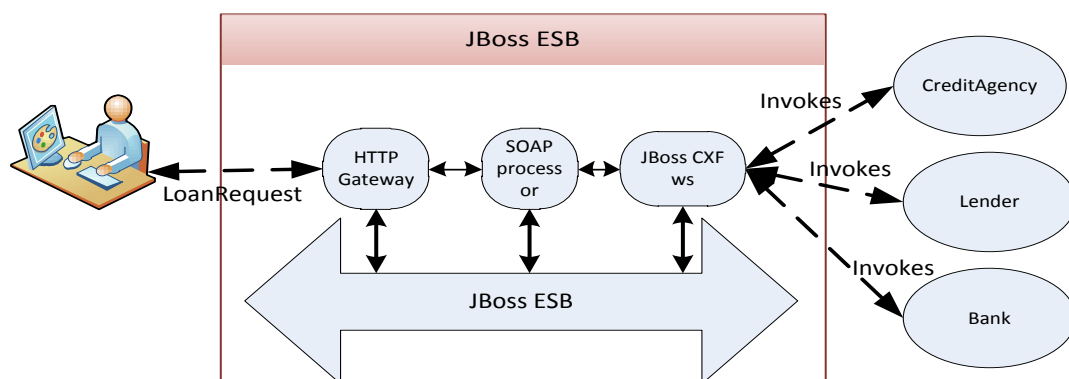 JBoss ESB
LoanRequest
HTTP
Gateway
SOAP
process
or
JBoss CXF
ws
Invokes
CreditAgency
Invokes
Lender
Invokes
Bank
JBoss ESB